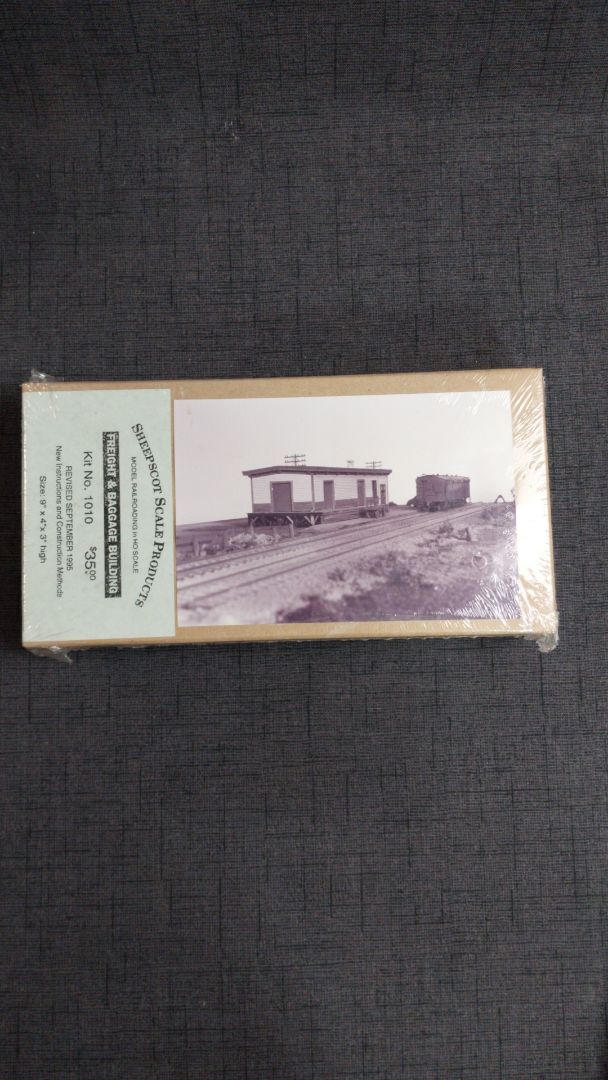 SHEEPSCOT SCALE PRODUCTS
MODEL RAILROADING in HO SCALE
FREIGHT & BAGGAGE BUILDING
Kit No. 1010 $35.00
REVISED SEPTEMBER 1995
New Instructions and Construction Methods
Size: 9" x 4" x 3" high